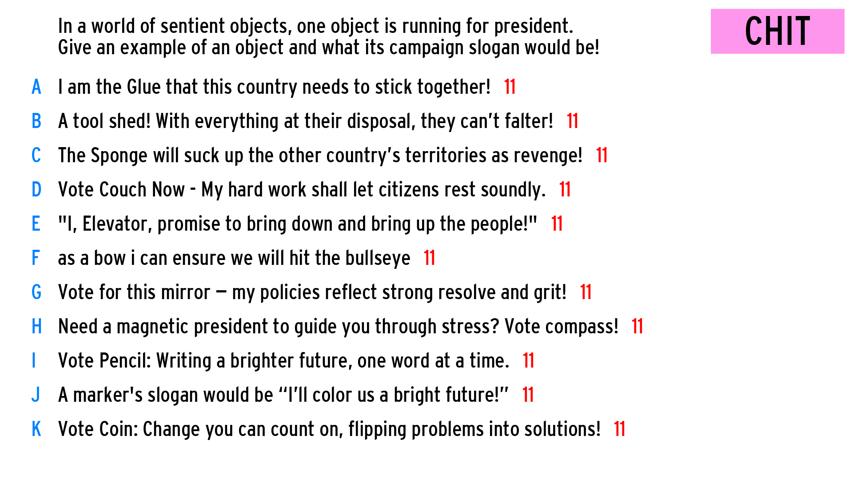 In a world of sentient objects, one object is running for president.
Give an example of an object and what its campaign slogan would be!
CHIT
A I am the Glue that this country needs to stick together! 11
B A tool shed! With everything at their disposal, they can't falter! 11
C The Sponge will suck up the other country's territories as revenge! 11
D Vote Couch Now - My hard work shall let citizens rest soundly. 11
E "I, Elevator, promise to bring down and bring up the people!" 11
F as a bow i can ensure we will hit the bullseye 11
G Vote for this mirror – my policies reflect strong resolve and grit! 11
H Need a magnetic president to guide you through stress? Vote compass! 11
I Vote Pencil: Writing a brighter future, one word at a time. 11
J A marker's slogan would be “I'll color us a bright future!” 11
K Vote Coin: Change you can count on, flipping problems into solutions! 11